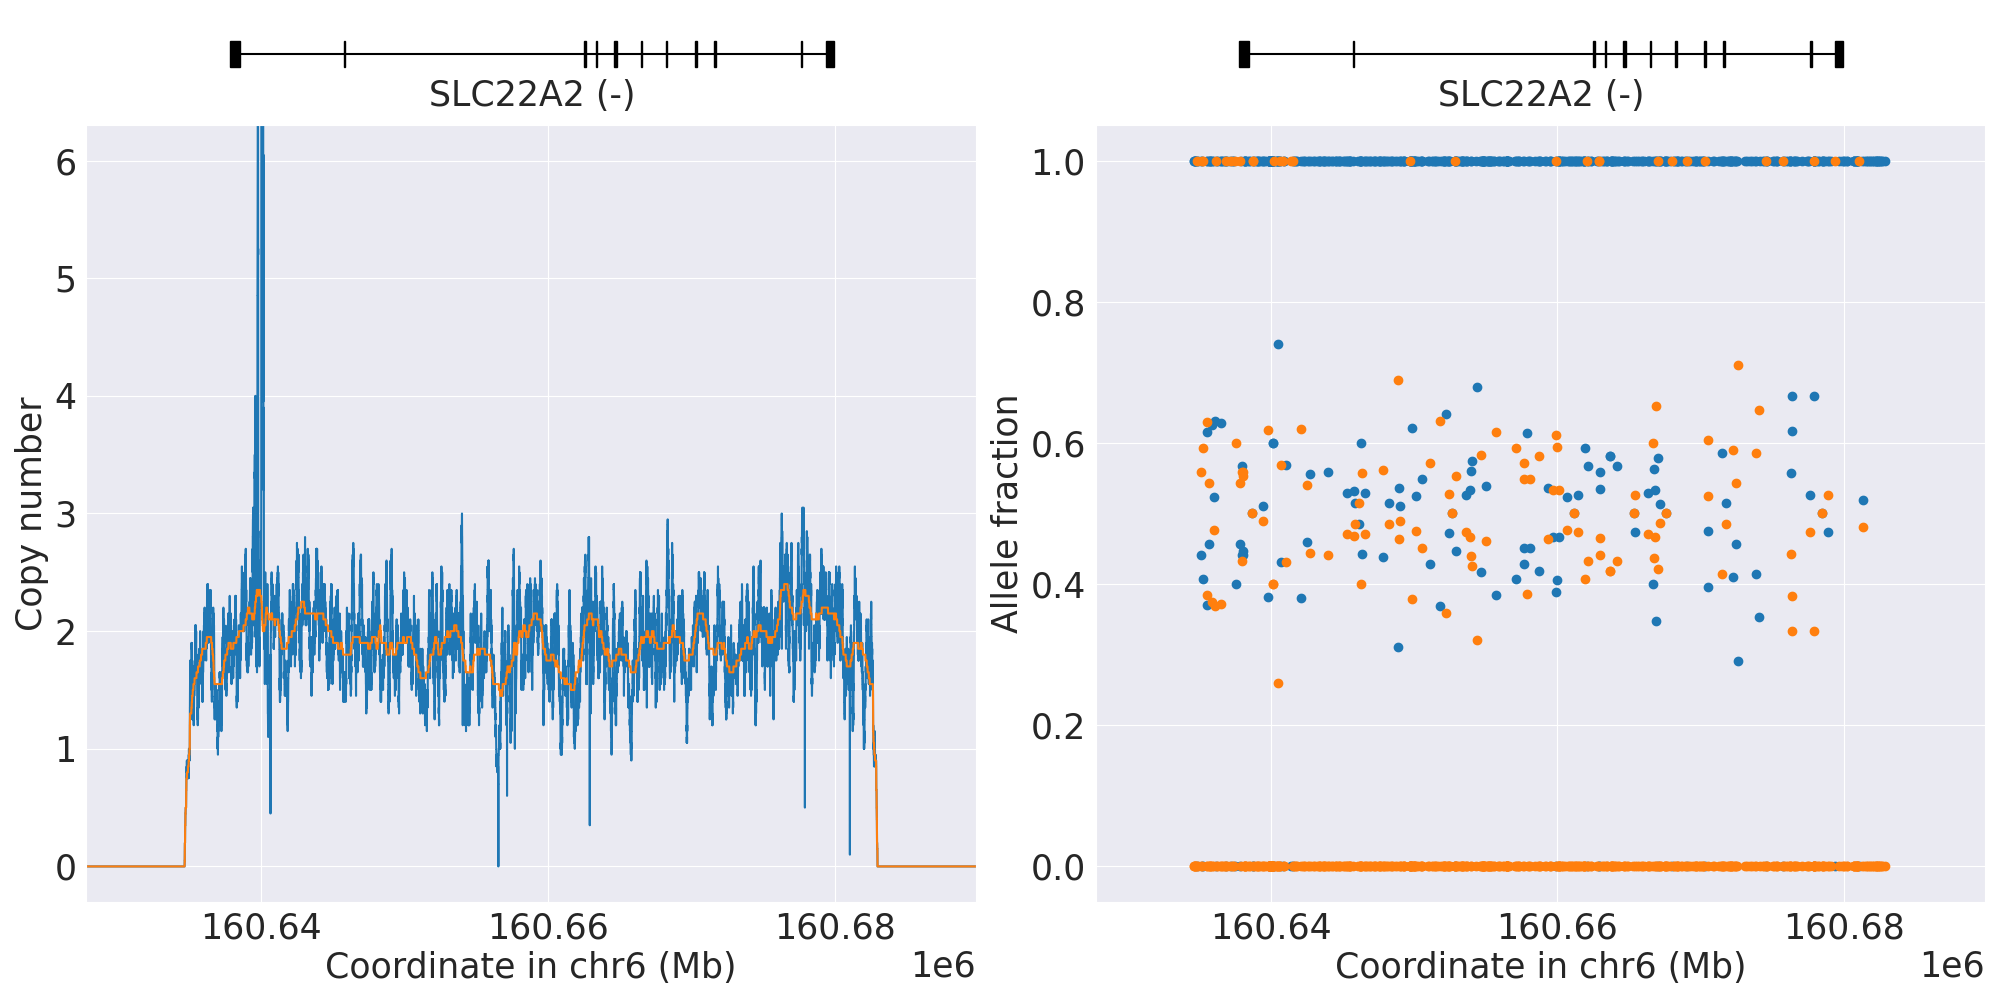 SLC22A2 (-)
6
5
4
3
2
1
0
Copy number
160.64
160.66
160.68
Coordinate in chr6 (Mb)
1e6
SLC22A2 (-)
1.0
0.8
0.6
0.4
0.2
0.0
Allele fraction
160.64
160.66
160.68
Coordinate in chr6 (Mb)
1e6